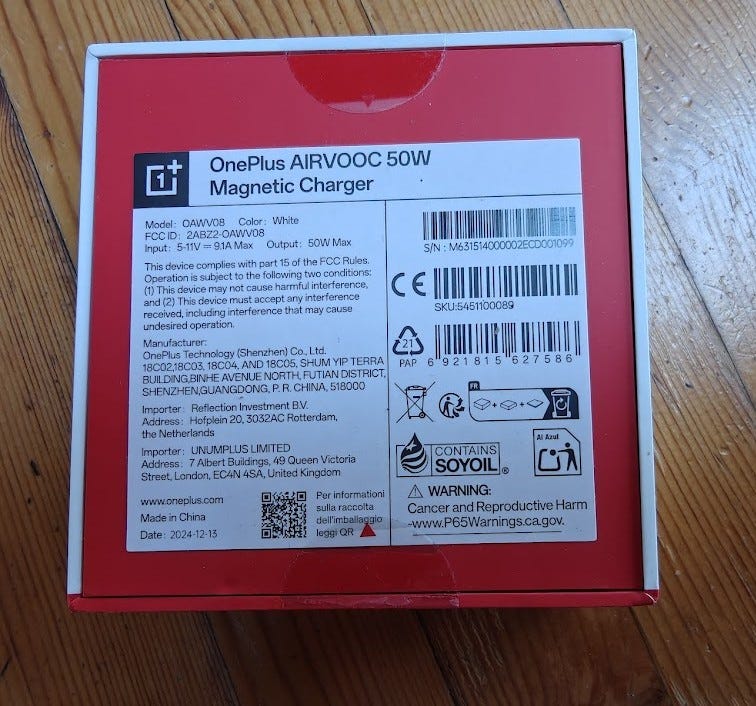 1+
OnePlus AIRVOOC 50W
Magnetic Charger
Model: OAWV08 Color: White
FCC ID: 2ABZ2-OAWV08
Input: 5-11V⎓9.1A Max Output: 50W Max
This device complies with part 15 of the FCC Rules.
Operation is subject to the following two conditions:
(1) This device may not cause harmful interference,
and (2) This device must accept any interference
received, including interference that may cause
undesired operation.
Manufacturer:
OnePlus Technology (Shenzhen) Co., Ltd.
18C02,18C03, 18C04, AND 18C05, SHUM YIP TERRA
BUILDING,BINHE AVENUE NORTH, FUTIAN DISTRICT,
SHENZHEN,GUANGDONG, P. R. CHINA, 518000
Importer: Reflection Investment B.V.
Address: Hofplein 20, 3032AC Rotterdam,
the Netherlands
Importer: UNUMPLUS LIMITED
Address: 7 Albert Buildings, 49 Queen Victoria
Street, London, EC4N 4SA, United Kingdom
www.oneplus.com
Made in China
Date: 2024-12-13
Per informationi
sulla raccolta
dell'imballaggio
leggi QR
S/N: M631514000002ECD001099
CE
SKU:5451100089
21
PAP
6 921815 627586
FR
+ +
CONTAINS
SOYOIL®
Al Azul
⚠ WARNING:
Cancer and Reproductive Harm
-www.P65Warnings.ca.gov.